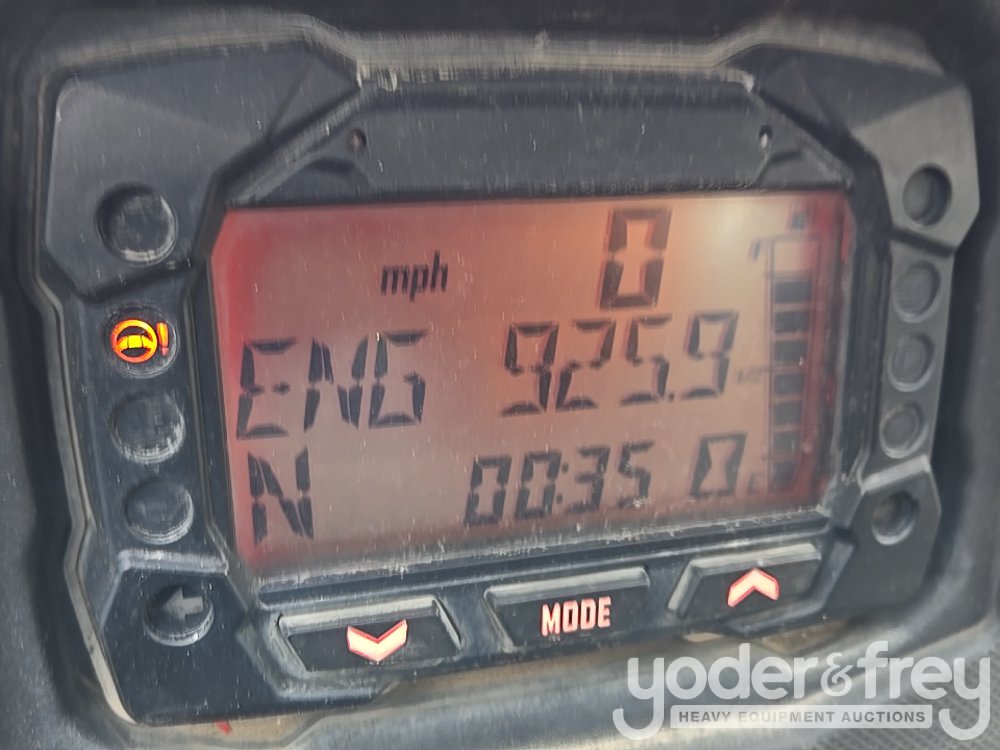 0
mph
ENG 925.9
N 00:35 0
MODE
yoder&frey
HEAVY EQUIPMENT AUCTIONS